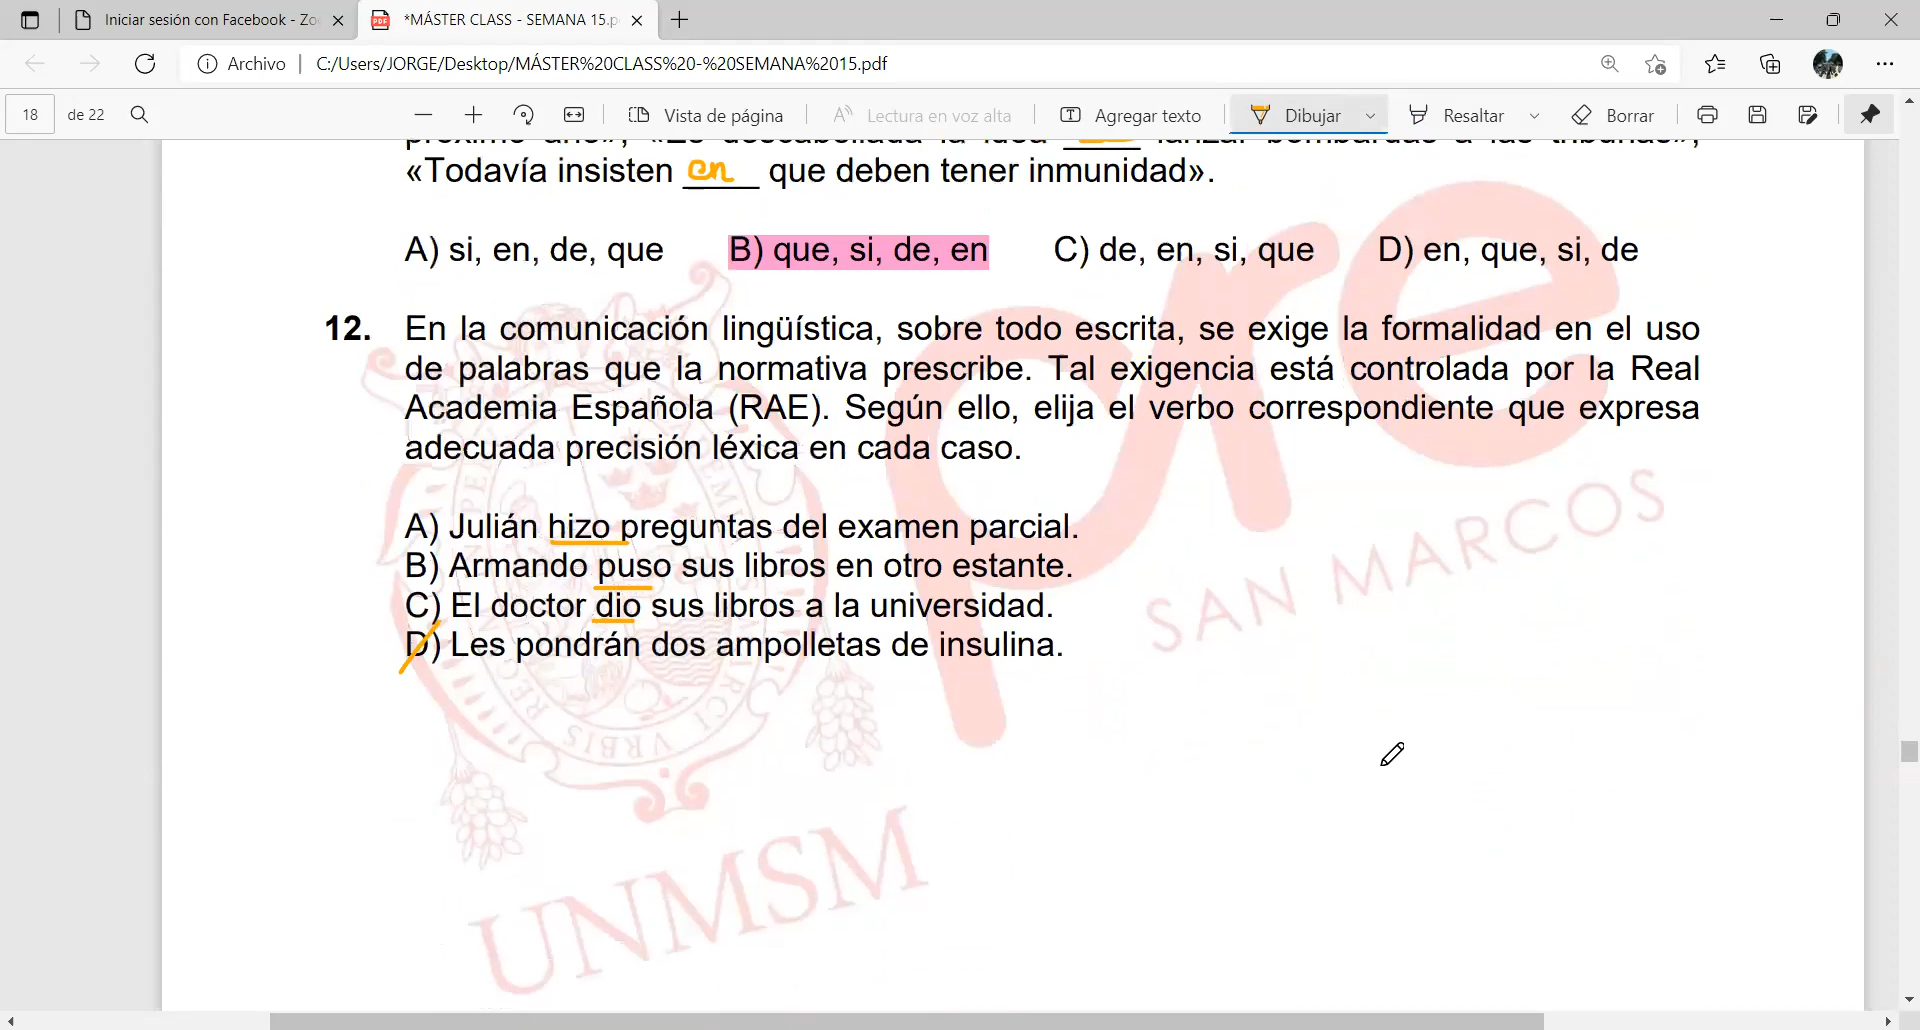 Iniciar sesión con Facebook - Zo
*MÁSTER CLASS - SEMANA 15.p
Archivo | C:/Users/JORGE/Desktop/MÁSTER%20CLASS%20-%20SEMANA%2015.pdf
18 de 22 Vista de página Lectura en voz alta Agregar texto Dibujar Resaltar Borrar
«Todavía insisten en que deben tener inmunidad».
A) si, en, de, que B) que, si, de, en C) de, en, si, que D) en, que, si, de
12. En la comunicación lingüística, sobre todo escrita, se exige la formalidad en el uso
de palabras que la normativa prescribe. Tal exigencia está controlada por la Real
Academia Española (RAE). Según ello, elija el verbo correspondiente que expresa
adecuada precisión léxica en cada caso.
A) Julián hizo preguntas del examen parcial.
B) Armando puso sus libros en otro estante.
C) El doctor dio sus libros a la universidad.
D) Les pondrán dos ampolletas de insulina.
pre
SAN MARCOS
UNMSM